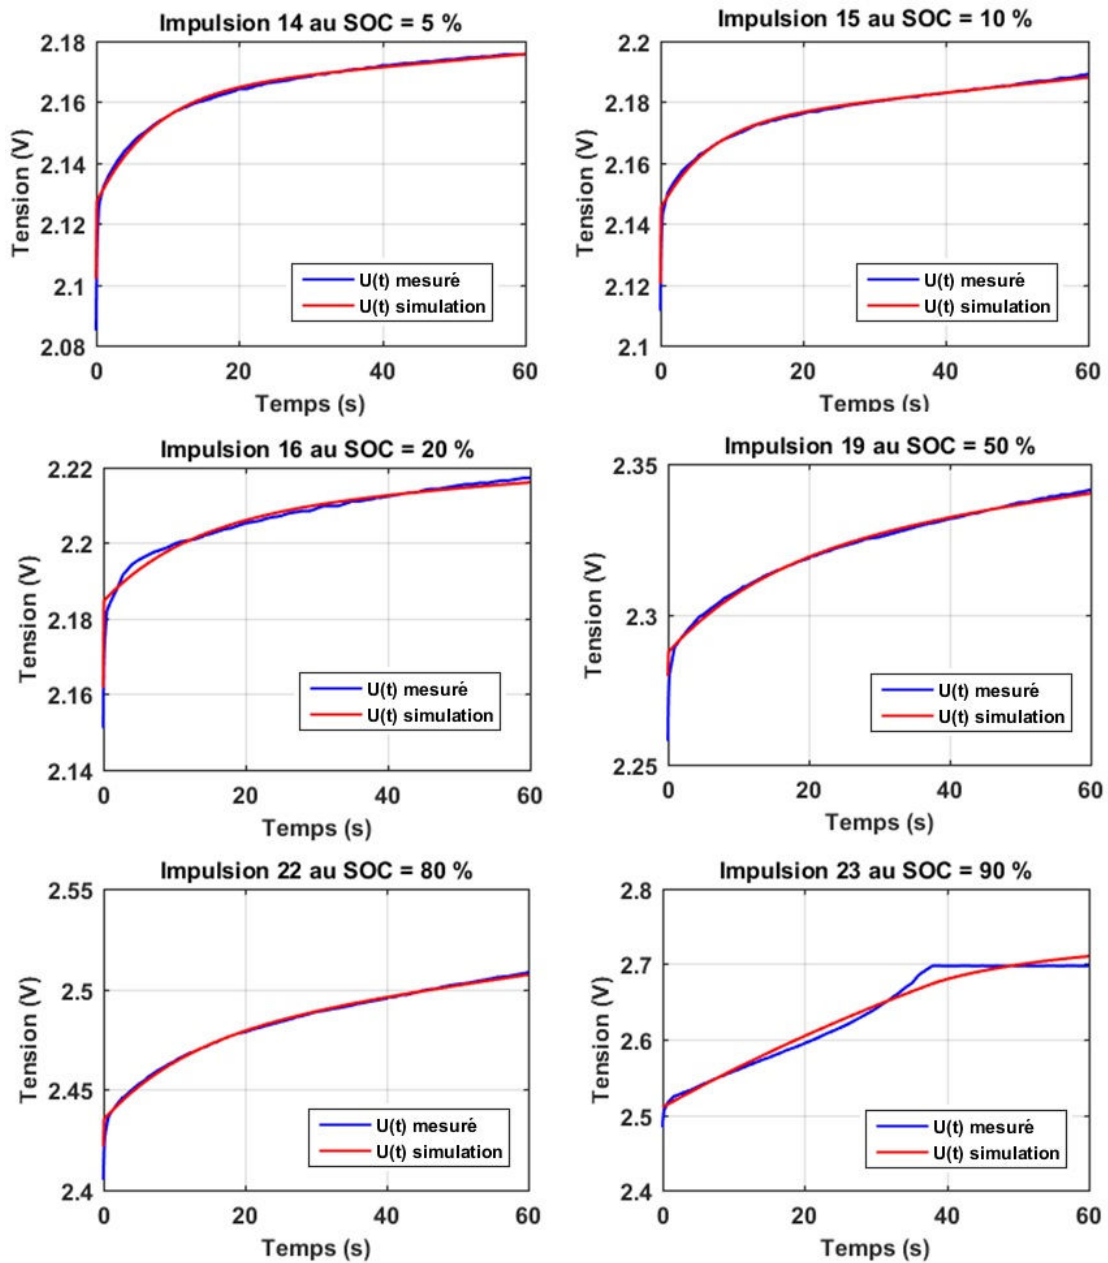 Impulsion 14 au SOC = 5 %
Tension (V)
2.18
2.16
2.14
2.12
2.1
2.08
U(t) mesuré
U(t) simulation
0 20 40 60
Temps (s)
Impulsion 15 au SOC = 10 %
Tension (V)
2.2
2.18
2.16
2.14
2.12
2.1
U(t) mesuré
U(t) simulation
0 20 40 60
Temps (s)
Impulsion 16 au SOC = 20 %
Tension (V)
2.22
2.2
2.18
2.16
2.14
U(t) mesuré
U(t) simulation
0 20 40 60
Temps (s)
Impulsion 19 au SOC = 50 %
Tension (V)
2.35
2.3
2.25
U(t) mesuré
U(t) simulation
0 20 40 60
Temps (s)
Impulsion 22 au SOC = 80 %
Tension (V)
2.55
2.5
2.45
2.4
U(t) mesuré
U(t) simulation
0 20 40 60
Temps (s)
Impulsion 23 au SOC = 90 %
Tension (V)
2.8
2.7
2.6
2.5
2.4
U(t) mesuré
U(t) simulation
0 20 40 60
Temps (s)